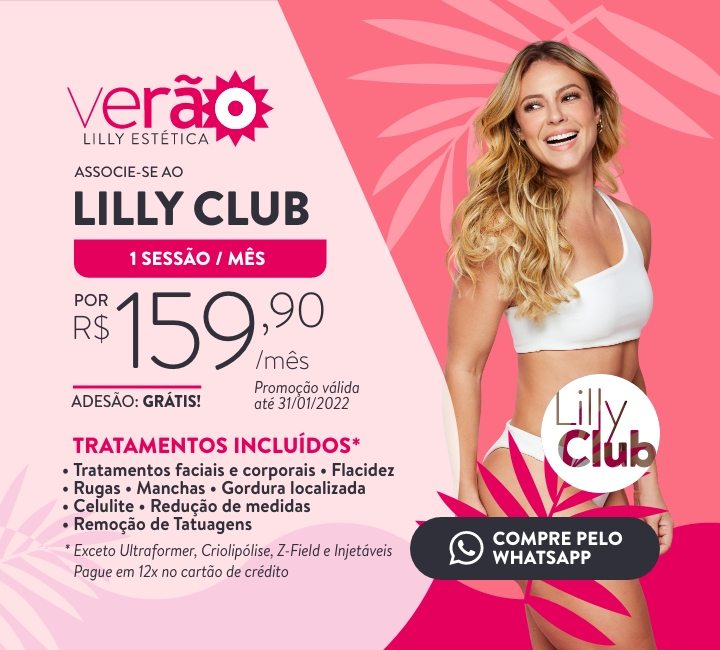 verão
LILLY ESTÉTICA
ASSOCIE-SE AO
LILLY CLUB
1 SESSÃO / MÊS
POR
R$ 159,90
/mês
ADESÃO: GRÁTIS!
Promoção válida
até 31/01/2022
TRATAMENTOS INCLUÍDOS*
• Tratamentos faciais e corporais • Flacidez
• Rugas • Manchas • Gordura localizada
• Celulite • Redução de medidas
• Remoção de Tatuagens
* Exceto Ultraformer, Criolipólise, Z-Field e Injetáveis
Pague em 12x no cartão de crédito
Lilly
Club
COMPRE PELO
WHATSAPP